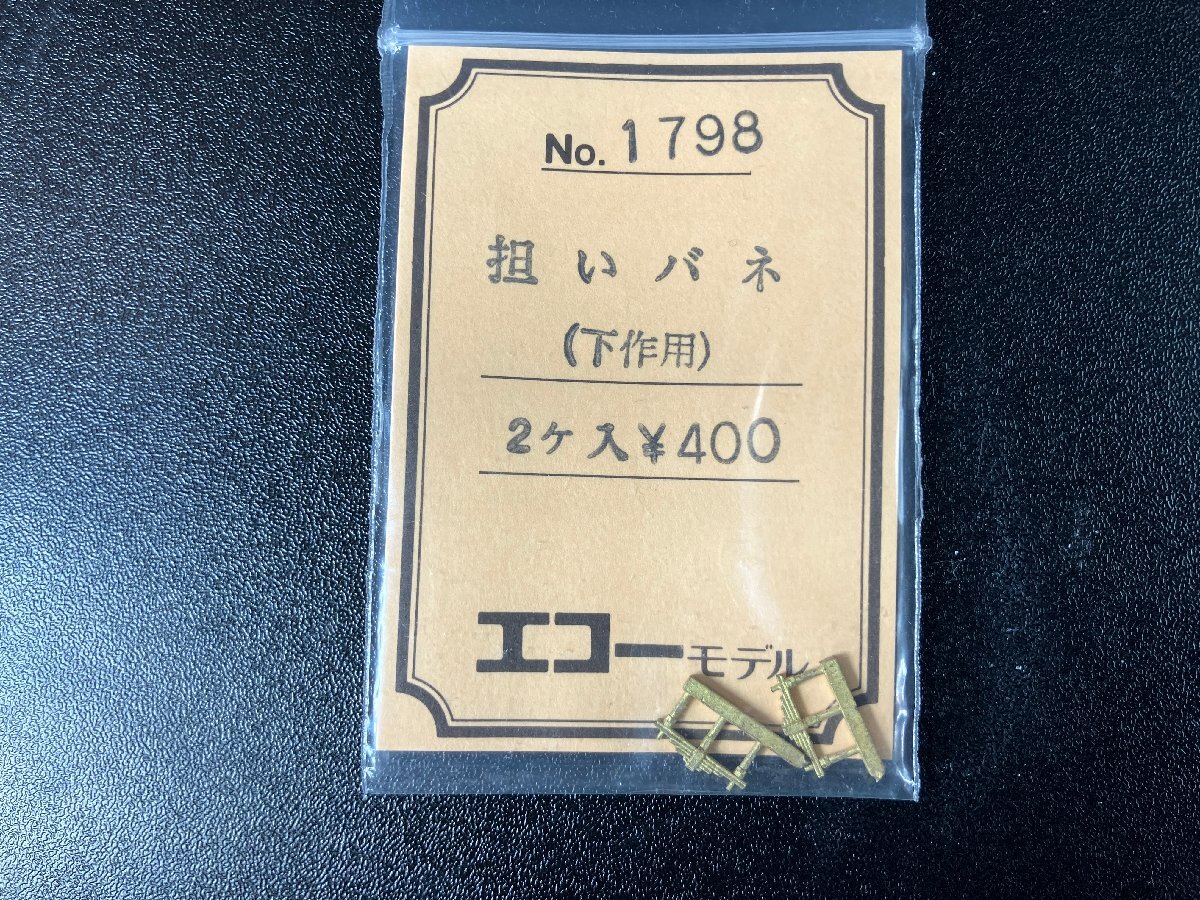 No. 1798
担いバネ
(下作用)
2ケ入¥400
エコーモデル